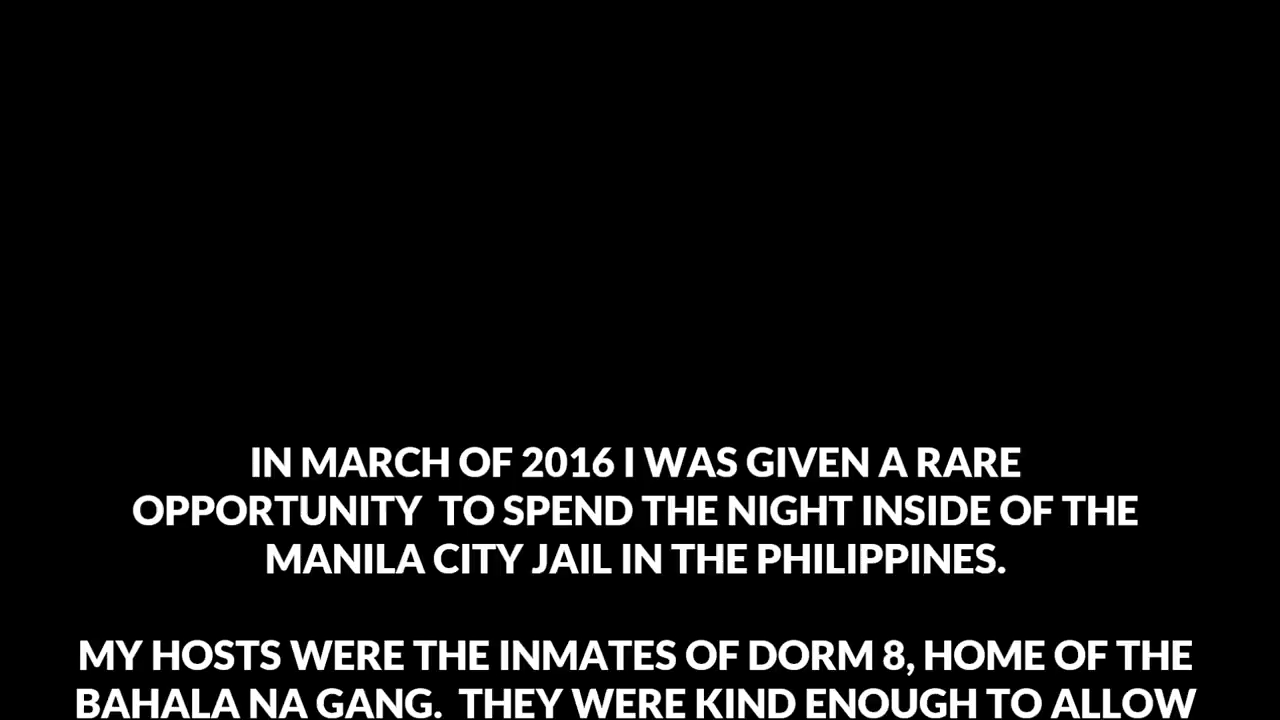 IN MARCH OF 2016 I WAS GIVEN A RARE
OPPORTUNITY  TO SPEND THE NIGHT INSIDE OF THE
MANILA CITY JAIL IN THE PHILIPPINES.
MY HOSTS WERE THE INMATES OF DORM 8, HOME OF THE
BAHALA NA GANG.  THEY WERE KIND ENOUGH TO ALLOW